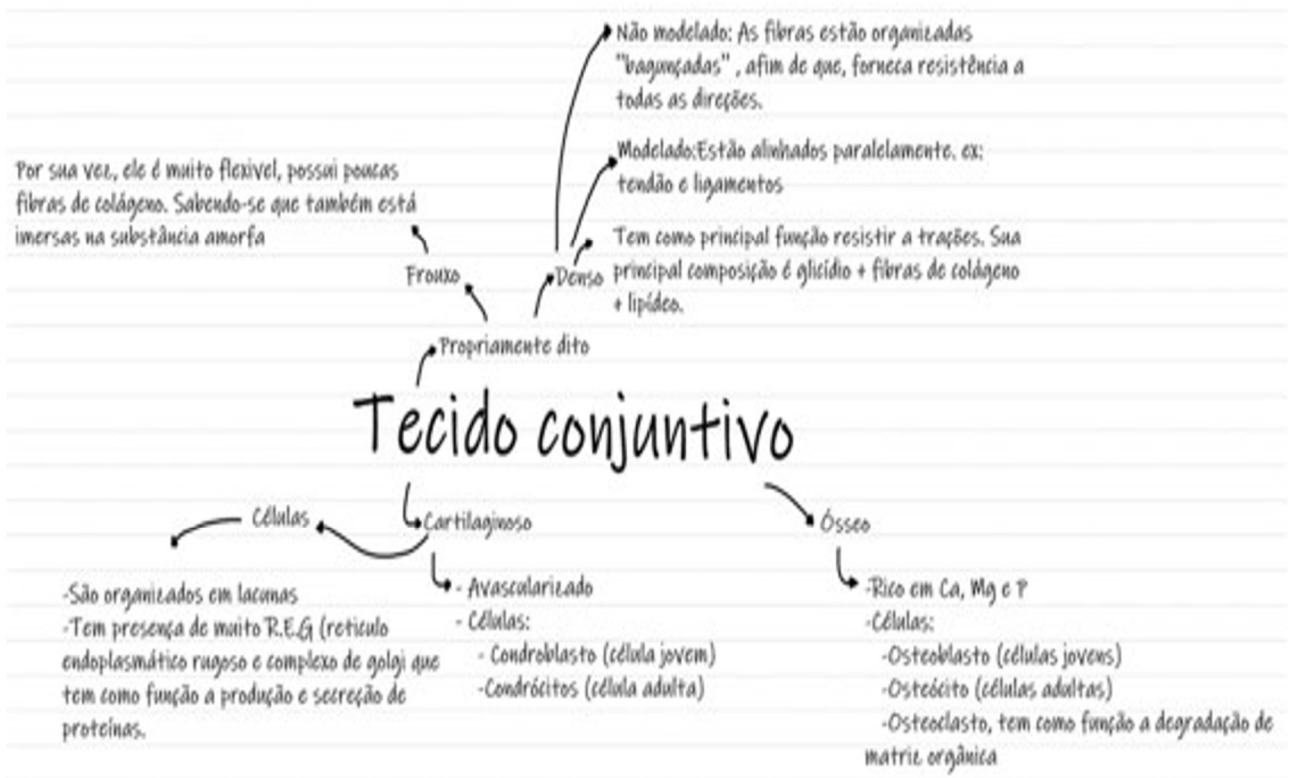 Não modelado: As fibras estão organizadas
"bagunçadas" , afim de que, forneca resistência a
todas as direções.
Modelado:Estão alinhados paralelamente. ex:
tendão e ligamentos
Por sua vez, ele é muito flexivel, possui poucas
fibras de colágeno. Sabendo-se que também está
imersas na substância amorfa
Tem como principal função resistir a trações. Sua
principal composição é glicídio + fibras de colágeno
+ lipídeo.
Frouxo
Denso
Propriamente dito
Tecido conjuntivo
Células
Cartilaginoso
Ósseo
-São organizados em lacunas
-Tem presença de muito R.E.G (reticulo
endoplasmático rugoso e complexo de golgi que
tem como função a produção e secreção de
proteínas.
- Avascularizado
- Células:
- Condroblasto (célula jovem)
-Condrócitos (célula adulta)
-Rico em Ca, Mg e P
-Células:
-Osteoblasto (células jovens)
-Osteócito (células adultas)
-Osteoclasto, tem como função a degradação de
matriz orgânica